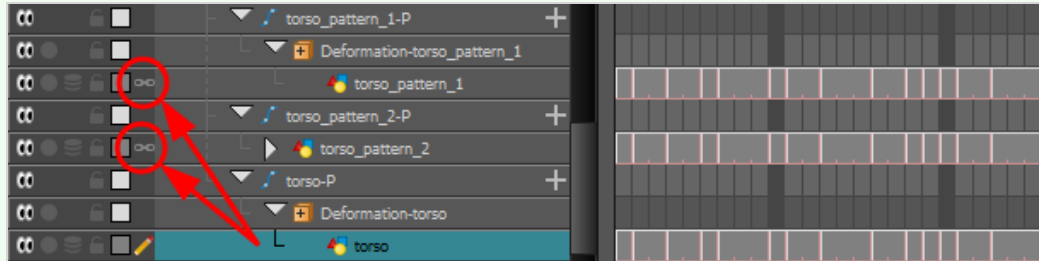 torso_pattern_1-P
Deformation-torso_pattern_1
torso_pattern_1
torso_pattern_2-P
torso_pattern_2
torso-P
Deformation-torso
torso